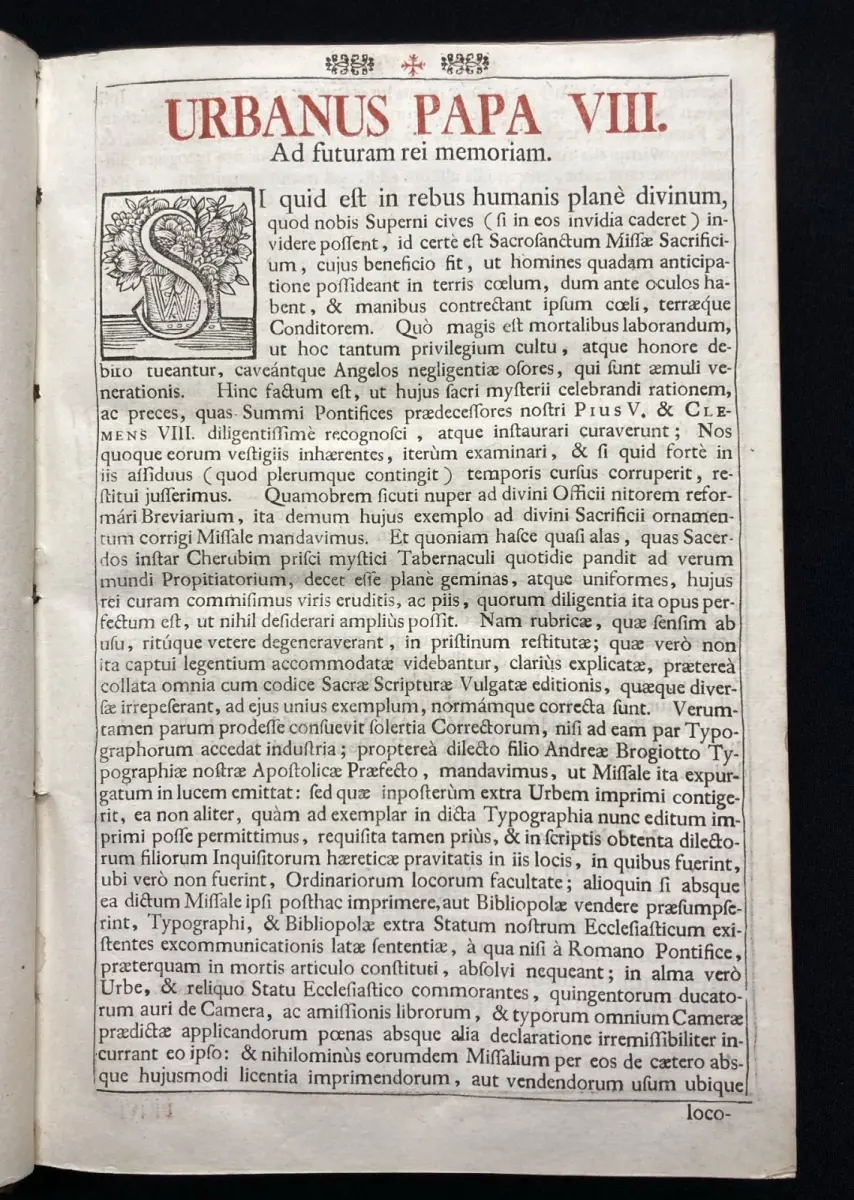 URBANUS PAPA VIII.
Ad futuram rei memoriam.
SI quid eſt in rebus humanis planè divinum,
quod nobis Superni cives (ſi in eos invidia caderet) in-
videre poſſent, id certè eſt Sacroſanctum Miſſæ Sacrifici-
um, cujus beneficio fit, ut homines quadam anticipa-
tione poſſideant in terris cœlum, dum ante oculos ha-
bent, & manibus contrectant ipſum cœli, terræque
Conditorem. Quò magis eſt mortalibus laborandum,
ut hoc tantum privilegium cultu, atque honore de-
bito tueantur, caveántque Angelos negligentiæ oſores, qui ſunt æmuli ve-
nerationis. Hinc factum eſt, ut hujus ſacri myſterii celebrandi rationem,
ac preces, quas Summi Pontifices prædeceſſores noſtri PIUS V. & CLE-
MENS VIII. diligentiſſimè recognoſci, atque inſtaurari curaverunt; Nos
quoque eorum veſtigiis inhærentes, iterùm examinari, & ſi quid fortè in
iis aſſiduus (quod plerumque contingit) temporis curſus corruperit, re-
ſtitui juſſerimus. Quamobrem ſicuti nuper ad divini Officii nitorem refor-
mári Breviarium, ita demum hujus exemplo ad divini Sacrificii ornamen-
tum corrigi Miſſale mandavimus. Et quoniam haſce quaſi alas, quas Sacer-
dos inſtar Cherubim priſci myſtici Tabernaculi quotidie pandit ad verum
mundi Propitiatorium, decet eſſe planè geminas, atque uniformes, hujus
rei curam commiſimus viris eruditis, ac piis, quorum diligentia ita opus per-
fectum eſt, ut nihil deſiderari ampliùs poſſit. Nam rubricæ, quæ ſenſim ab
uſu, ritúque vetere degeneraverant, in priſtinum reſtitutæ; quæ verò non
ita captui legentium accommodatæ videbantur, clariùs explicatæ, prætereà
collata omnia cum codice Sacræ Scripturæ Vulgatæ editionis, quæque diver-
ſæ irrepeſerant, ad ejus unius exemplum, normámque correcta ſunt. Verum-
tamen parum prodeſſe conſuevit ſolertia Correctorum, niſi ad eam par Typo-
graphorum accedat induſtria; proptereà dilecto filio Andreæ Brogiotto Ty-
pographiæ noſtræ Apoſtolicæ Præfecto, mandavimus, ut Miſſale ita expur-
gatum in lucem emittat: ſed quæ inpoſterùm extra Urbem imprimi contige-
rit, ea non aliter, quàm ad exemplar in dicta Typographia nunc editum im-
primi poſſe permittimus, requiſita tamen priùs, & in ſcriptis obtenta dilecto-
rum filiorum Inquiſitorum hæreticæ pravitatis in iis locis, in quibus fuerint,
ubi verò non fuerint, Ordinariorum locorum facultate; alioquin ſi absque
ea dictum Miſſale ipſi poſthac imprimere, aut Bibliopolæ vendere præſumpſe-
rint, Typographi, & Bibliopolæ extra Statum noſtrum Eccleſiaſticum exi-
ſtentes excommunicationis latæ ſententiæ, à qua niſi à Romano Pontifice,
præterquam in mortis articulo conſtituti, abſolvi nequeant; in alma verò
Urbe, & reliquo Statu Eccleſiaſtico commorantes, quingentorum ducato-
rum auri de Camera, ac amiſſionis librorum, & typorum omnium Cameræ
prædictæ applicandorum pœnas absque alia declaratione irremiſſibiliter in-
currant eo ipſo: & nihilominùs eorumdem Miſſalium per eos de cætero abs-
que hujusmodi licentia imprimendorum, aut vendendorum uſum ubique
loco-